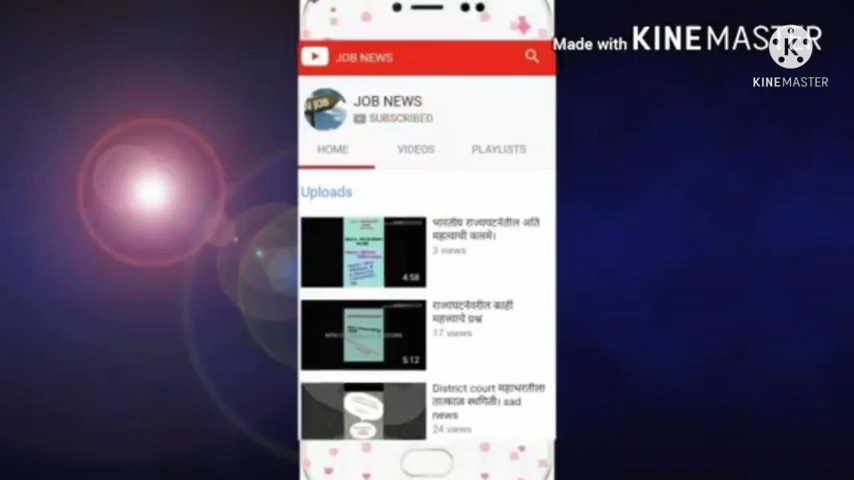 Made with KINEMASTER
KINEMASTER
JOB NEWS
JOB NEWS
SUBSCRIBED
HOME VIDEOS PLAYLISTS
Uploads
भारतीय राज्यघटनेतील अति
महत्वाची कलमे।
3 views
4:58
राज्यघटनेवरील काही
महत्त्वाचे प्रश्न
17 views
5:12
District court महाभरतीला
तात्काळ स्थगिती। sad
news
24 views